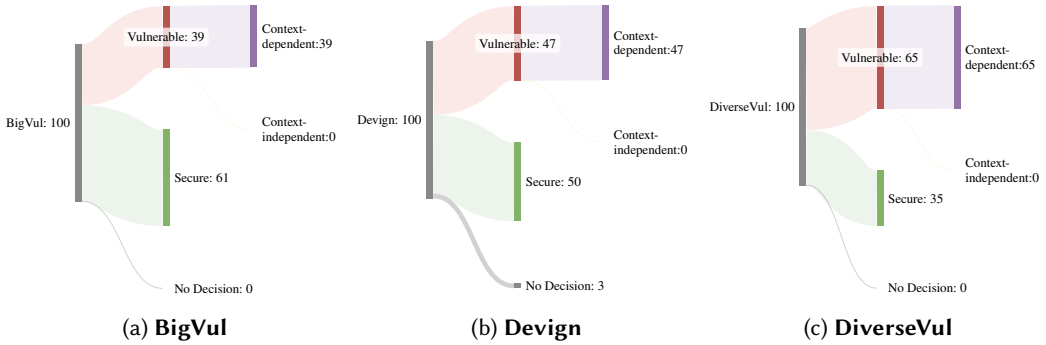 BigVul: 100
Vulnerable: 39
Context-
dependent:39
Context-
independent:0
Secure: 61
No Decision: 0
(a) BigVul
Devign: 100
Vulnerable: 47
Context-
dependent:47
Context-
independent:0
Secure: 50
No Decision: 3
(b) Devign
DiverseVul: 100
Vulnerable: 65
Context-
dependent:65
Context-
independent:0
Secure: 35
No Decision: 0
(c) DiverseVul